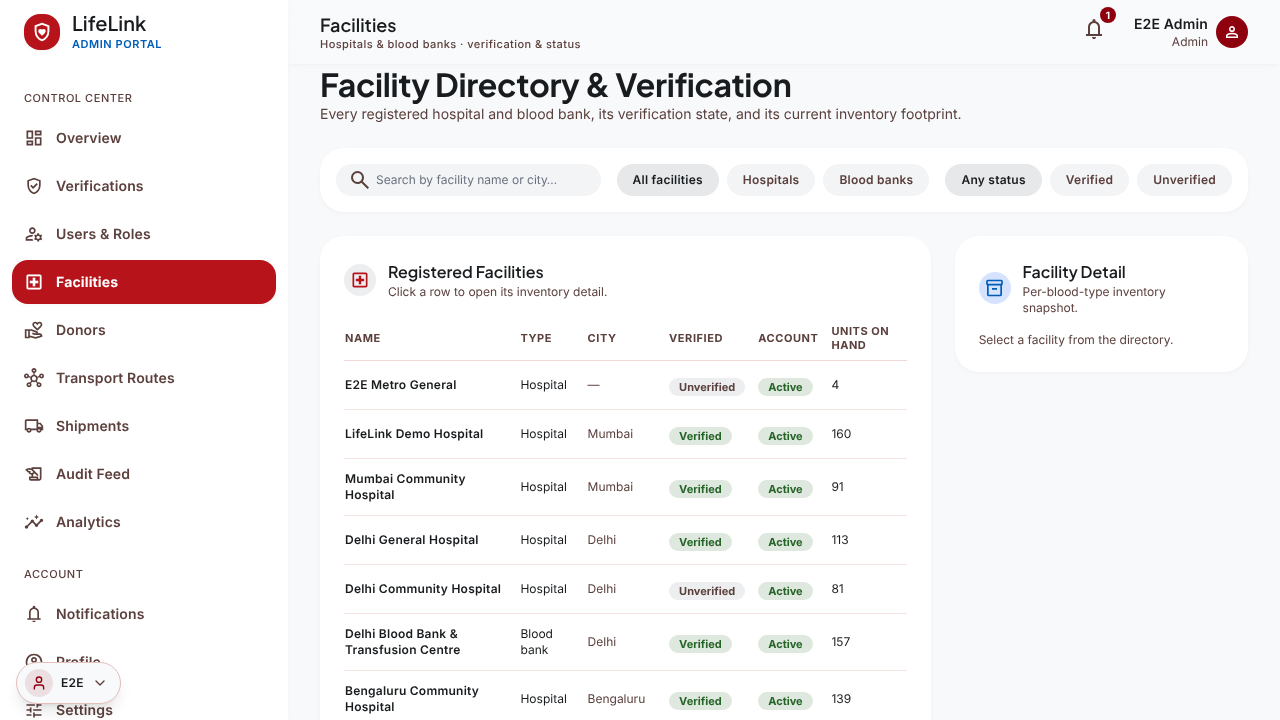 LifeLink
ADMIN PORTAL
CONTROL CENTER
Overview
Verifications
Users & Roles
Facilities
Donors
Transport Routes
Shipments
Audit Feed
Analytics
ACCOUNT
Notifications
Profile
E2E
Settings
Facilities
Hospitals & blood banks · verification & status
1
E2E Admin
Admin
Facility Directory & Verification
Every registered hospital and blood bank, its verification state, and its current inventory footprint.
Search by facility name or city...
All facilities
Hospitals
Blood banks
Any status
Verified
Unverified
Registered Facilities
Click a row to open its inventory detail.
NAME TYPE CITY VERIFIED ACCOUNT UNITS ON HAND
E2E Metro General Hospital — Unverified Active 4
LifeLink Demo Hospital Hospital Mumbai Verified Active 160
Mumbai Community Hospital Hospital Mumbai Verified Active 91
Delhi General Hospital Hospital Delhi Verified Active 113
Delhi Community Hospital Hospital Delhi Unverified Active 81
Delhi Blood Bank & Transfusion Centre Blood bank Delhi Verified Active 157
Bengaluru Community Hospital Hospital Bengaluru Verified Active 139
Facility Detail
Per-blood-type inventory
snapshot.
Select a facility from the directory.